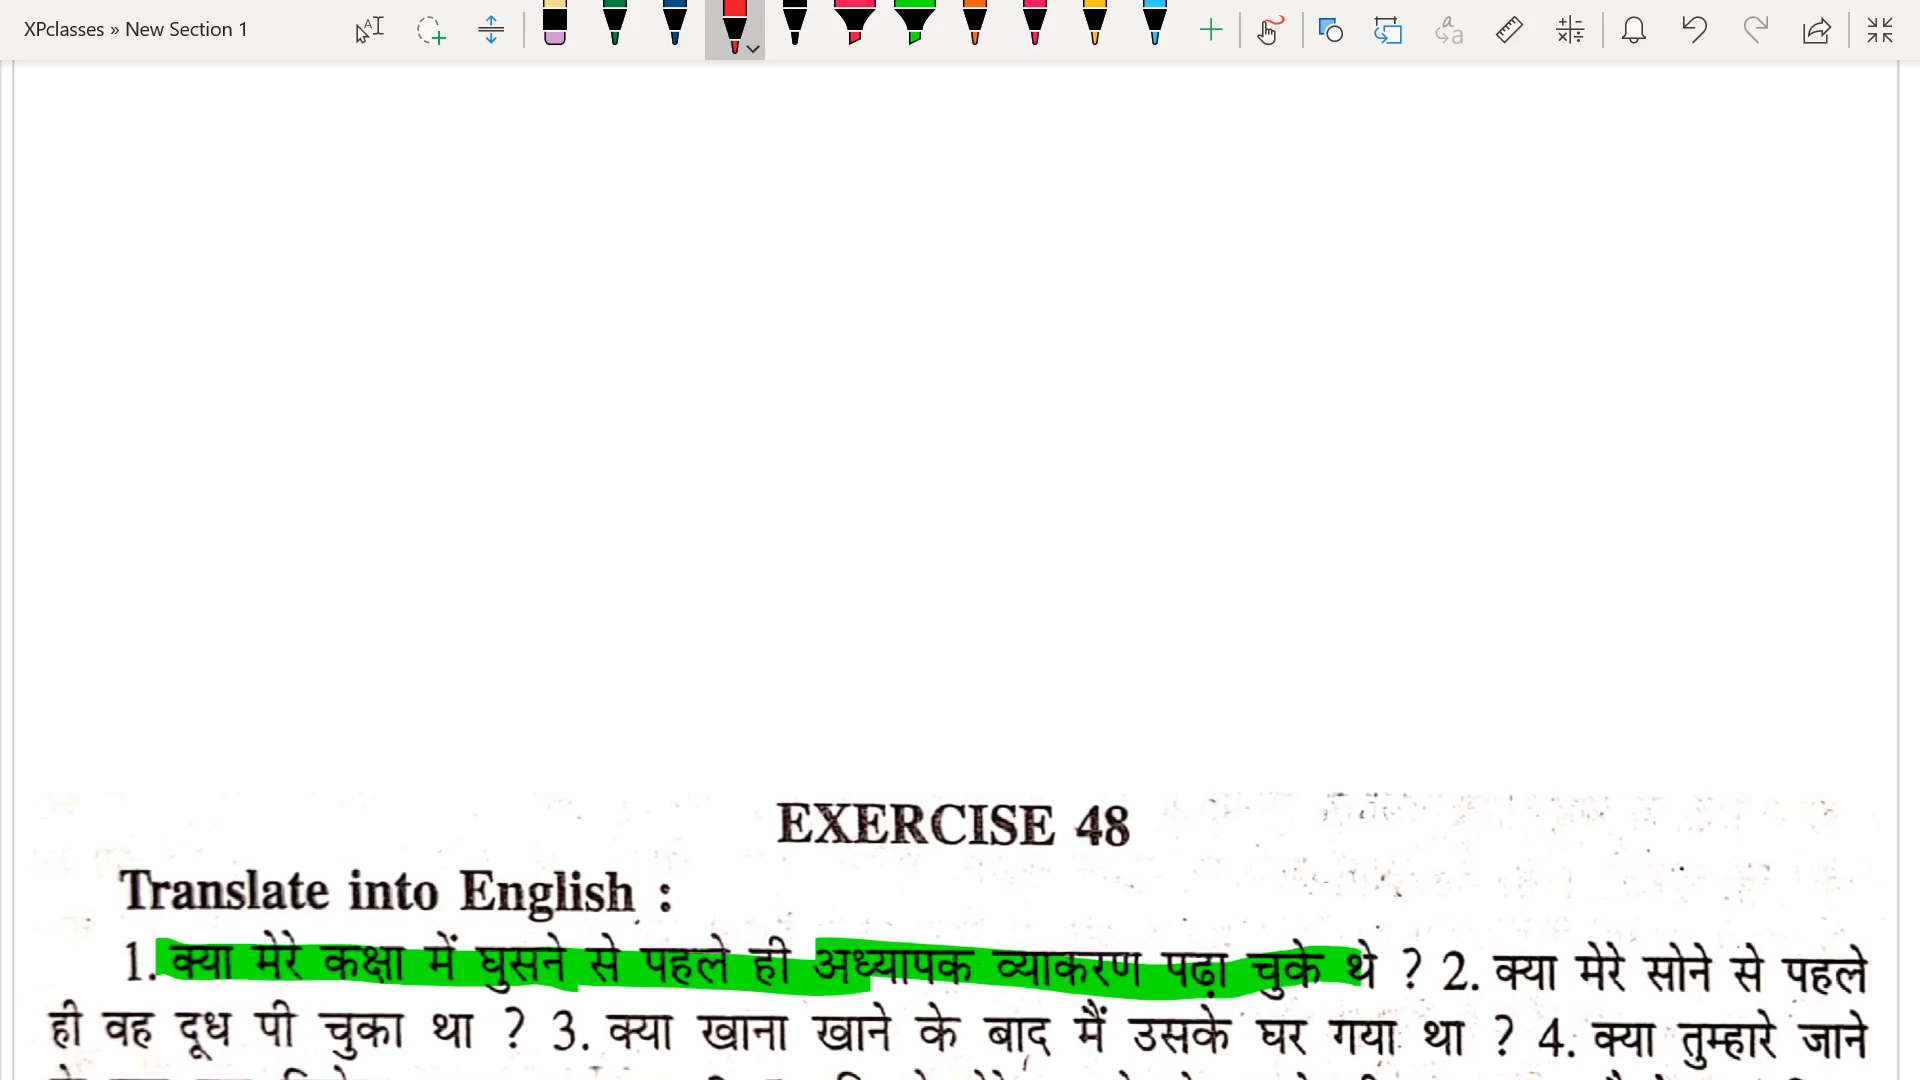 XPclasses » New Section 1
EXERCISE 48
Translate into English :
1. क्या मेरे कक्षा में घुसने से पहले ही अध्यापक व्याकरण पढ़ा चुके थे ? 2. क्या मेरे सोने से पहले
ही वह दूध पी चुका था ? 3. क्या खाना खाने के बाद मैं उसके घर गया था ? 4. क्या तुम्हारे जाने